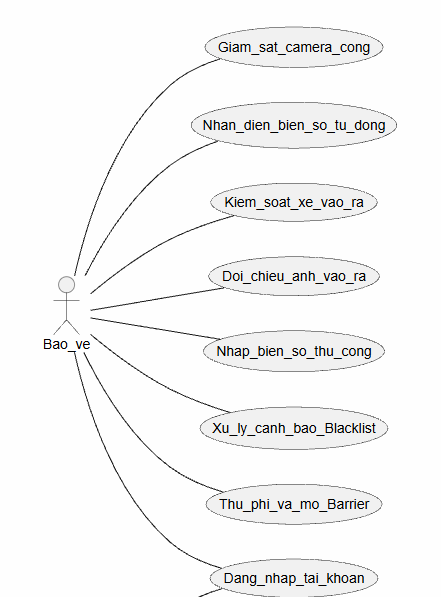 Giam_sat_camera_cong
Nhan_dien_bien_so_tu_dong
Kiem_soat_xe_vao_ra
Doi_chieu_anh_vao_ra
Bao_ve
Nhap_bien_so_thu_cong
Xu_ly_canh_bao_Blacklist
Thu_phi_va_mo_Barrier
Dang_nhap_tai_khoan